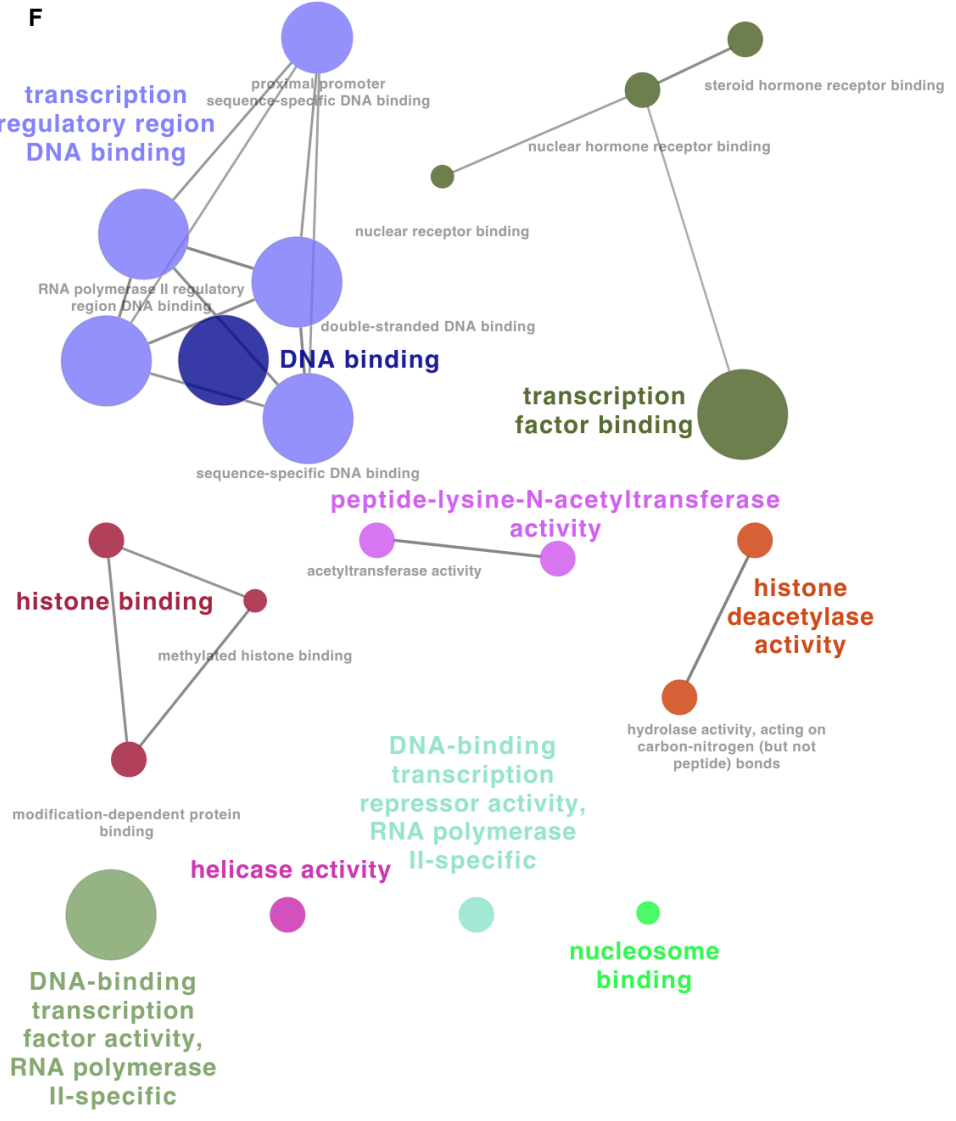 F
proximal promoter
sequence-specific DNA binding
transcription
regulatory region
DNA binding
steroid hormone receptor binding
nuclear hormone receptor binding
nuclear receptor binding
RNA polymerase II regulatory
region DNA binding
double-stranded DNA binding
DNA binding
transcription
factor binding
sequence-specific DNA binding
peptide-lysine-N-acetyltransferase
activity
acetyltransferase activity
histone binding
histone
deacetylase
activity
methylated histone binding
hydrolase activity, acting on
carbon-nitrogen (but not
peptide) bonds
DNA-binding
transcription
repressor activity,
RNA polymerase
II-specific
modification-dependent protein
binding
helicase activity
nucleosome
binding
DNA-binding
transcription
factor activity,
RNA polymerase
II-specific